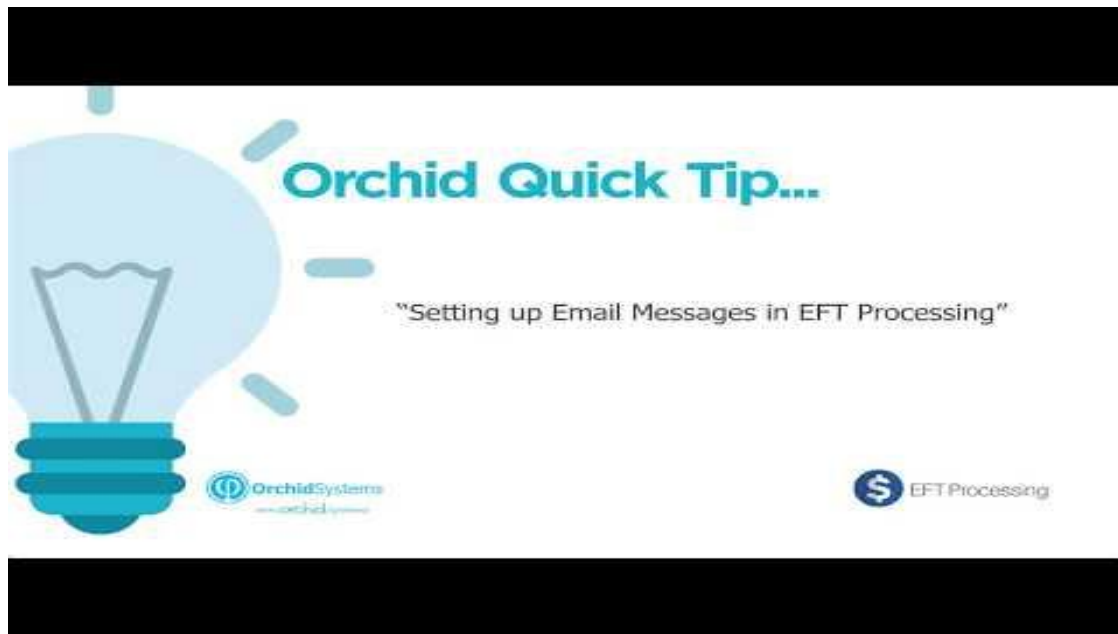 Orchid Quick Tip...
“Setting up Email Messages in EFT Processing”
OrchidSystems
EFT Processing